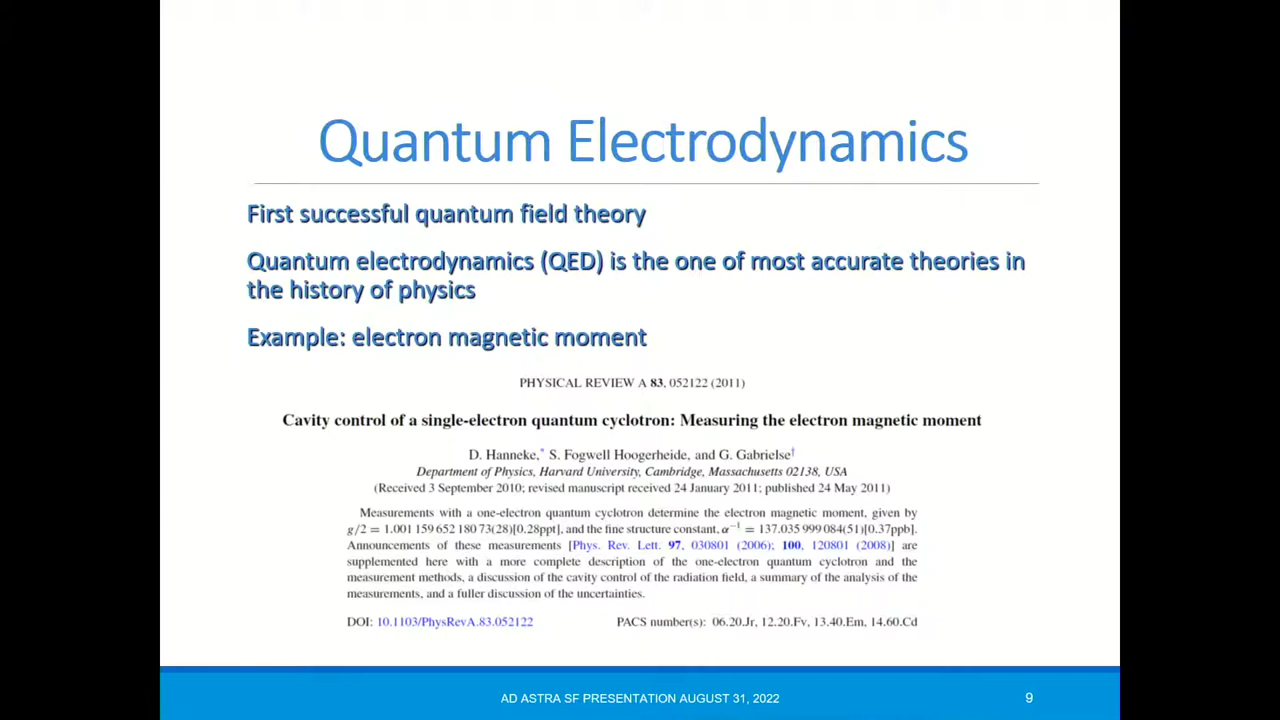 Quantum Electrodynamics
First successful quantum field theory
Quantum electrodynamics (QED) is the one of most accurate theories in
the history of physics
Example: electron magnetic moment
PHYSICAL REVIEW A 83, 052122 (2011)
Cavity control of a single-electron quantum cyclotron: Measuring the electron magnetic moment
D. Hanneke,* S. Fogwell Hoogerheide, and G. Gabrielse†
Department of Physics, Harvard University, Cambridge, Massachusetts 02138, USA
(Received 3 September 2010; revised manuscript received 24 January 2011; published 24 May 2011)
Measurements with a one-electron quantum cyclotron determine the electron magnetic moment, given by
g/2 = 1.001 159 652 180 73(28)[0.28ppt], and the fine structure constant, α⁻¹ = 137.035 999 084(51)[0.37ppb].
Announcements of these measurements [Phys. Rev. Lett. 97, 030801 (2006); 100, 120801 (2008)] are
supplemented here with a more complete description of the one-electron quantum cyclotron and the
measurement methods, a discussion of the cavity control of the radiation field, a summary of the analysis of the
measurements, and a fuller discussion of the uncertainties.
DOI: 10.1103/PhysRevA.83.052122 PACS number(s): 06.20.Jr, 12.20.Fv, 13.40.Em, 14.60.Cd
AD ASTRA SF PRESENTATION AUGUST 31, 2022 9